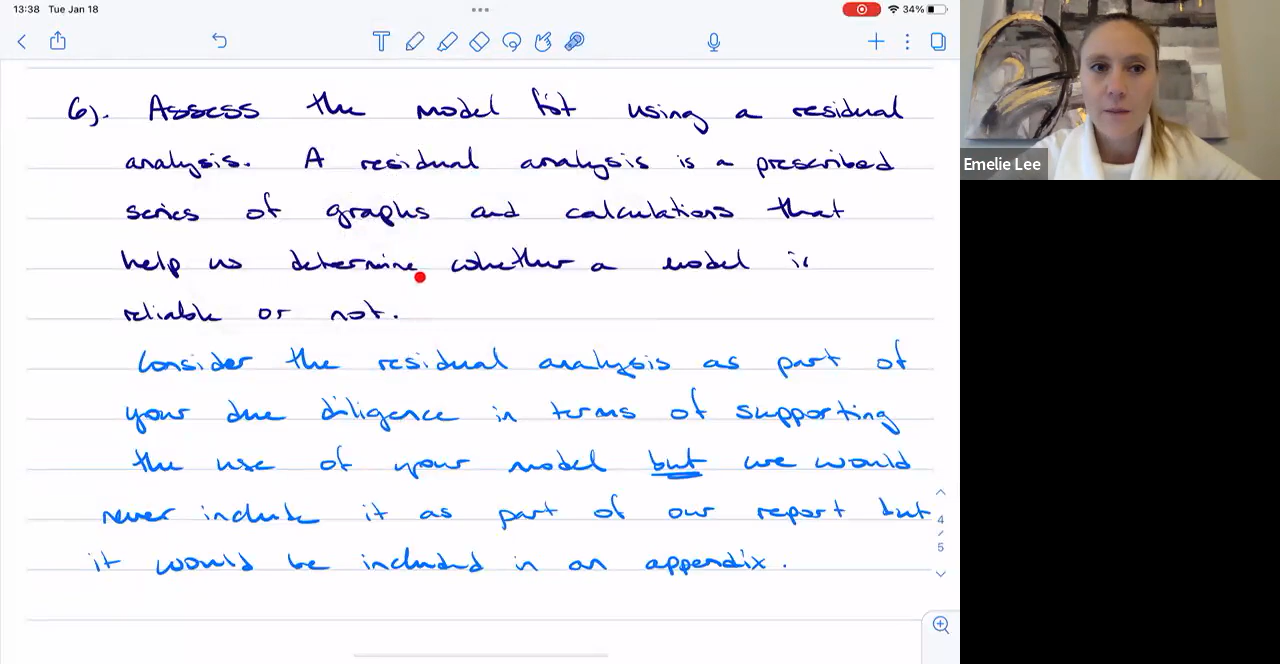 13:38 Tue Jan 18
34%
6). Assess the model fit using a residual
analysis. A residual analysis is a prescribed
series of graphs and calculations that
help us determine whether a model is
reliable or not.
Consider the residual analysis as part of
your due diligence in terms of supporting
the use of your model but we would
never include it as part of our report but
it would be included in an appendix.
4
/
5
Emelie Lee